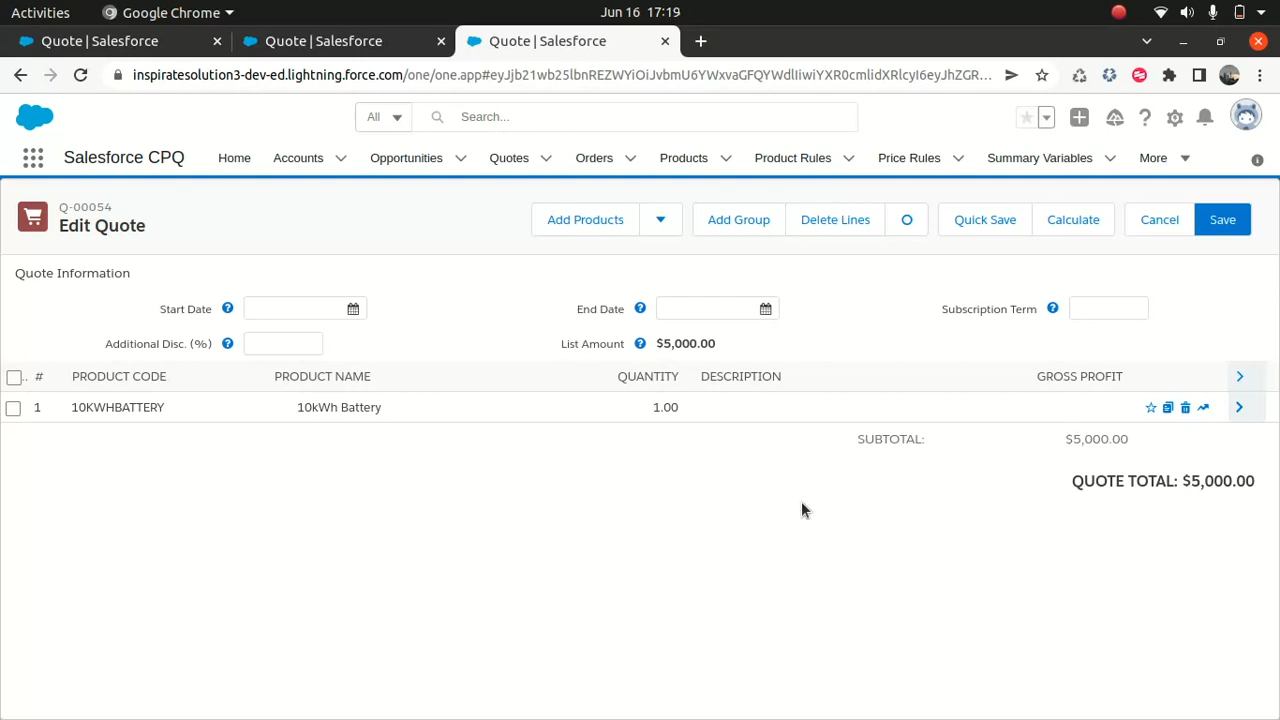 Activities Google Chrome Jun 16 17:19
Quote | Salesforce Quote | Salesforce Quote | Salesforce
inspiratesolution3-dev-ed.lightning.force.com/one/one.app#eyJjb21wb25lbnREZWYiOiJvbmU6YWxvaGFQYWdlIiwiYXR0cmlidXRlcyI6eyJhZGR...
All Search...
Salesforce CPQ Home Accounts Opportunities Quotes Orders Products Product Rules Price Rules Summary Variables More
Q-00054
Edit Quote
Add Products Add Group Delete Lines Quick Save Calculate Cancel Save
Quote Information
Start Date End Date Subscription Term
Additional Disc. (%) List Amount $5,000.00
# PRODUCT CODE PRODUCT NAME QUANTITY DESCRIPTION GROSS PROFIT
1 10KWHBATTERY 10kWh Battery 1.00
SUBTOTAL: $5,000.00
QUOTE TOTAL: $5,000.00